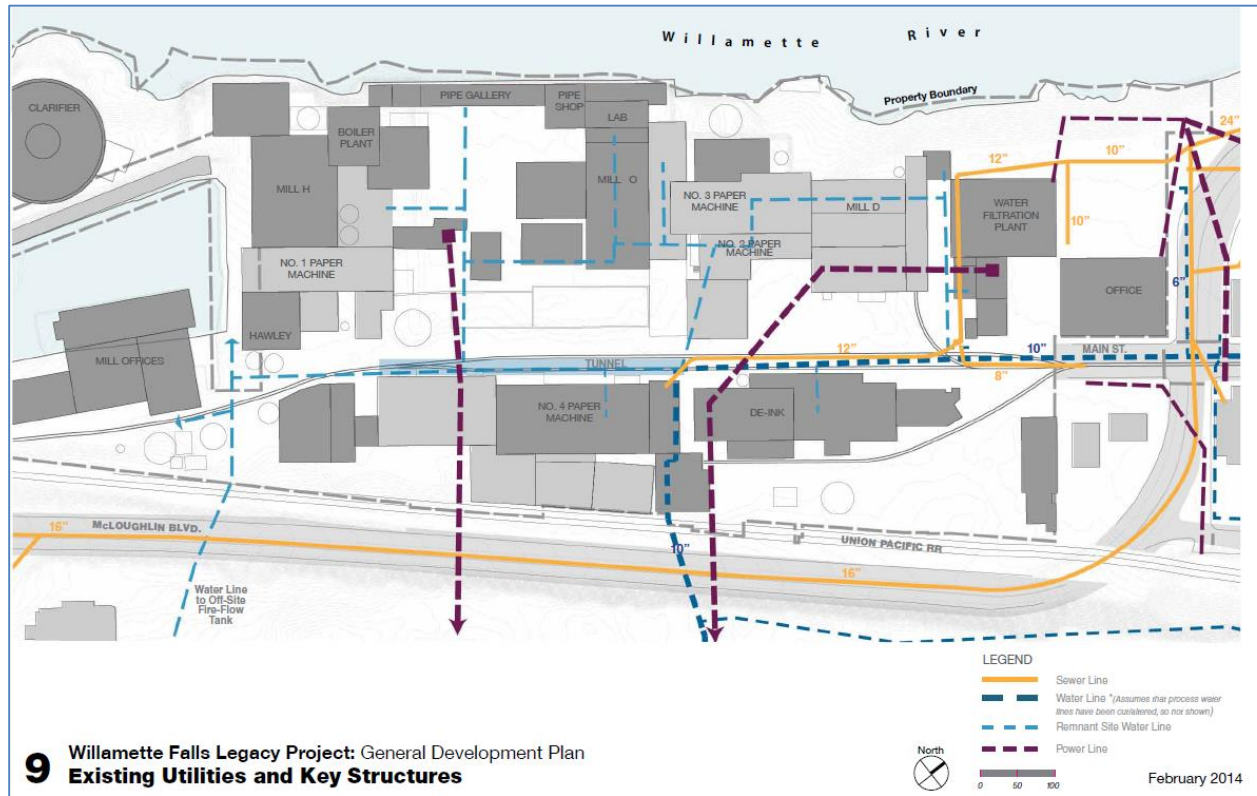 Willamette River
Property Boundary
CLARIFIER
PIPE GALLERY
PIPE
SHOP
LAB
BOILER
PLANT
MILL H
MILL O
NO. 3 PAPER
MACHINE
MILL D
NO. 2 PAPER
MACHINE
WATER
FILTRATION
PLANT
NO. 1 PAPER
MACHINE
OFFICE
HAWLEY
MILL OFFICES
TUNNEL
MAIN ST.
NO. 4 PAPER
MACHINE
DE-INK
24"
10"
12"
10"
6"
12"
10"
8"
10"
16"
16"
McLOUGHLIN BLVD.
UNION PACIFIC RR
Water Line
to Off-Site
Fire-Flow
Tank
LEGEND
Sewer Line
Water Line *(Assumes that process water
lines have been cut/altered, so not shown)
Remnant Site Water Line
Power Line
North
0 50 100
February 2014
9
Willamette Falls Legacy Project: General Development Plan
Existing Utilities and Key Structures